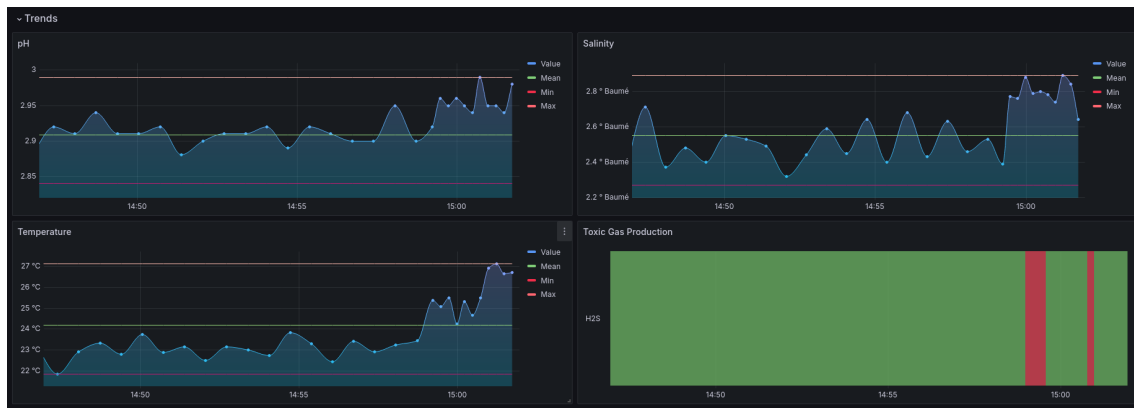 Trends
pH
3
2.95
2.9
2.85
14:50
14:55
15:00
Value
Mean
Min
Max
Salinity
2.8 ° Baumé
2.6 ° Baumé
2.4 ° Baumé
2.2 ° Baumé
14:50
14:55
15:00
Value
Mean
Min
Max
Temperature
27 °C
26 °C
25 °C
24 °C
23 °C
22 °C
14:50
14:55
15:00
Value
Mean
Min
Max
Toxic Gas Production
H2S
14:50
14:55
15:00